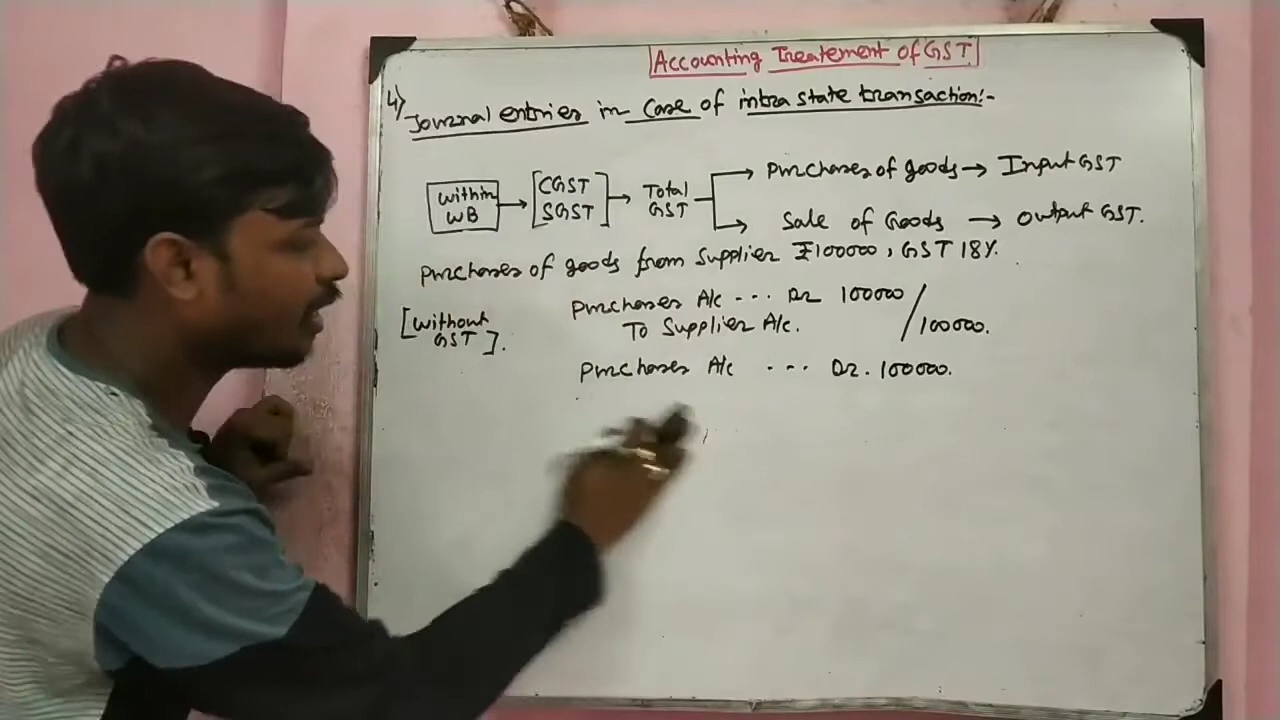 Accounting Treatement of GST
4) Journal entries in case of intra state transaction:-
within WB → [CGST SGST] → Total GST → Purchases of goods → Input GST
→ Sale of Goods → Output GST.
Purchases of goods from Supplier ₹100000, GST 18%.
[without GST].
Purchases A/c --- Dr 100000 /
To Supplier A/c. / 100000.
Purchases A/c ... Dr. 100000.